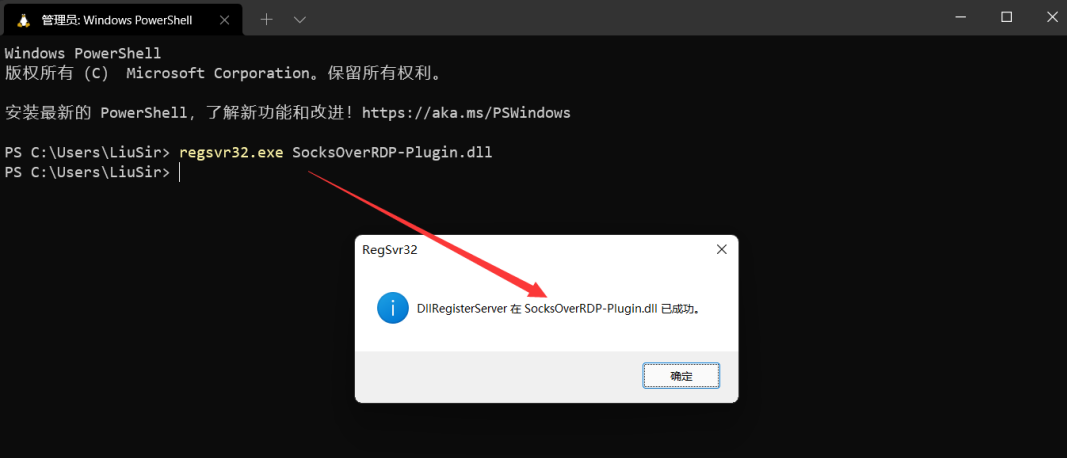 管理员: Windows PowerShell
Windows PowerShell
版权所有 (C)  Microsoft Corporation。保留所有权利。
安装最新的 PowerShell，了解新功能和改进！https://aka.ms/PSWindows
PS C:\Users\LiuSir> regsvr32.exe SocksOverRDP-Plugin.dll
PS C:\Users\LiuSir>
RegSvr32
DllRegisterServer 在 SocksOverRDP-Plugin.dll 已成功。
确定